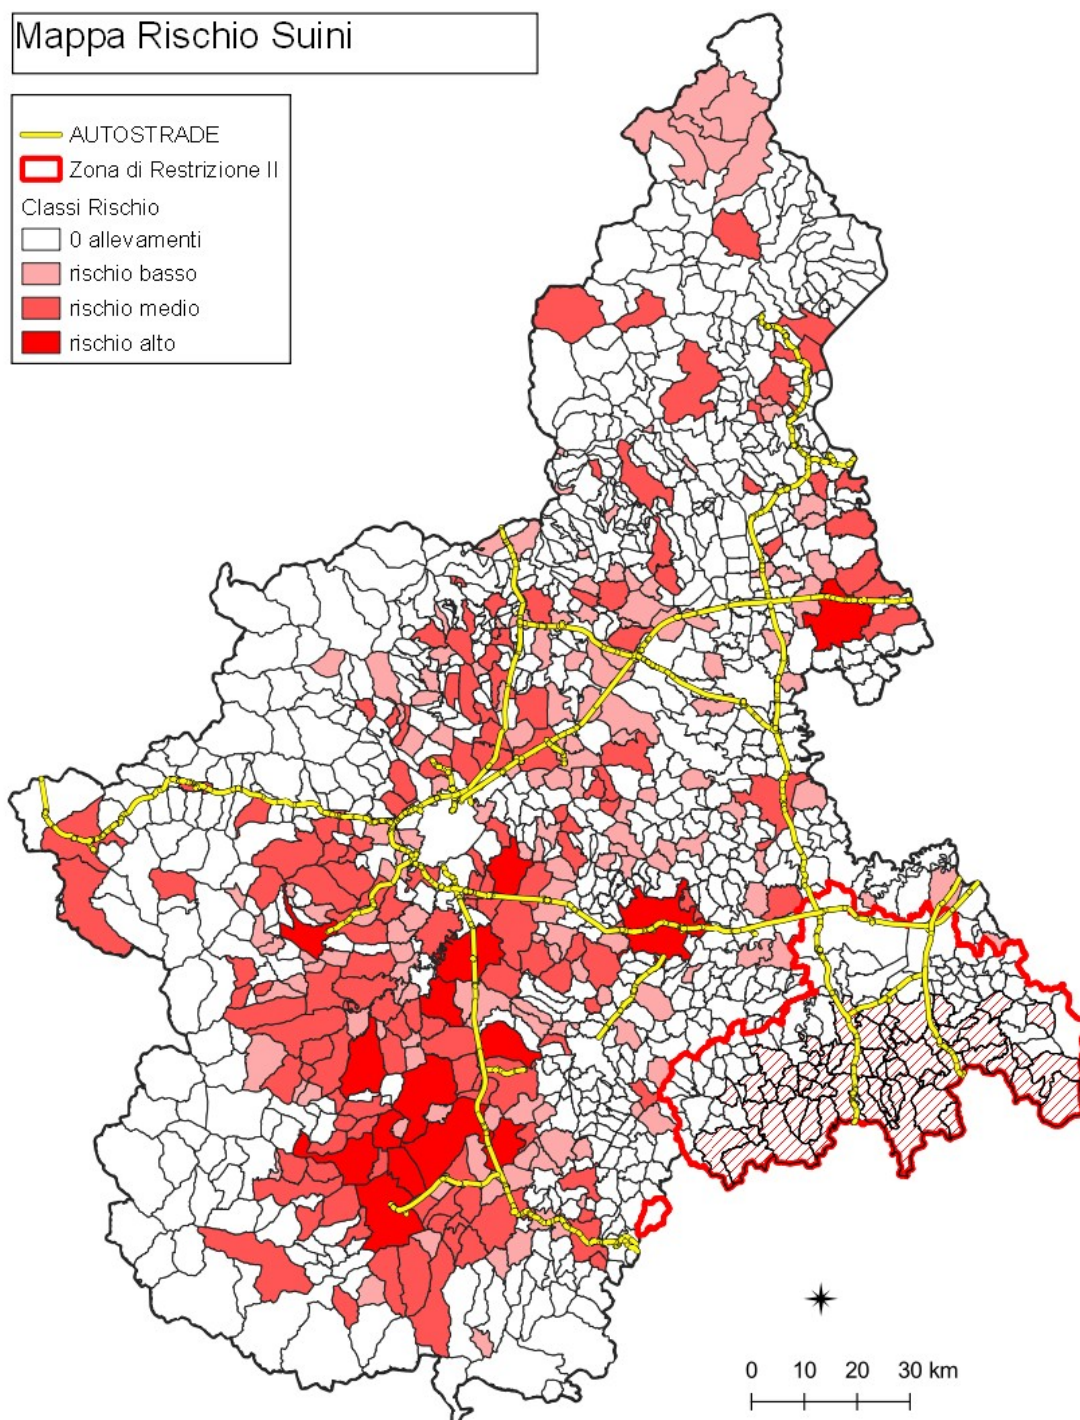 Mappa Rischio Suini
AUTOSTRADE
Zona di Restrizione II
Classi Rischio
0 allevamenti
rischio basso
rischio medio
rischio alto
0 10 20 30 km